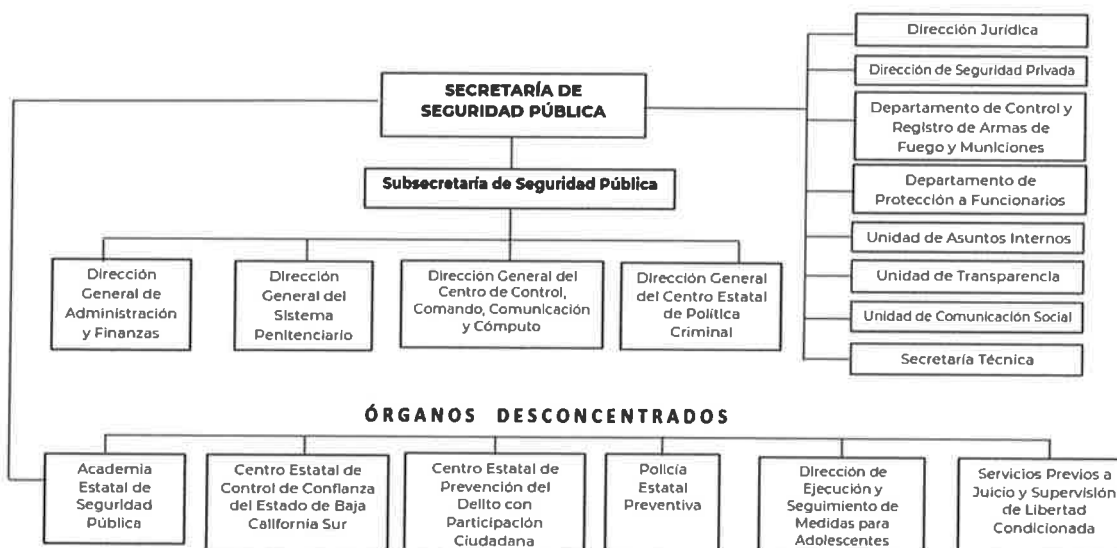 SECRETARÍA DE
SEGURIDAD PÚBLICA
Subsecretaría de Seguridad Pública
Dirección Jurídica
Dirección de Seguridad Privada
Departamento de Control y
Registro de Armas de
Fuego y Municiones
Departamento de
Protección a Funcionarios
Unidad de Asuntos Internos
Unidad de Transparencia
Unidad de Comunicación Social
Secretaría Técnica
Dirección
General de
Administración
y Finanzas
Dirección
General del
Sistema
Penitenciario
Dirección General del
Centro de Control,
Comando, Comunicación
y Cómputo
Dirección General
del Centro Estatal
de Política
Criminal
ÓRGANOS DESCONCENTRADOS
Academia
Estatal de
Seguridad
Pública
Centro Estatal de
Control de Confianza
del Estado de Baja
California Sur
Centro Estatal de
Prevención del
Delito con
Participación
Ciudadana
Policía
Estatal
Preventiva
Dirección de
Ejecución y
Seguimiento de
Medidas para
Adolescentes
Servicios Previos a
Juicio y Supervisión
de Libertad
Condicionada